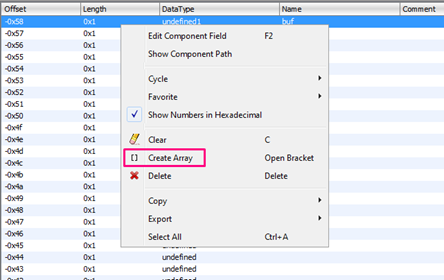 Offset Length DataType Name Comment
-0x58 0x1 undefined1 buf
-0x57 0x1
-0x56 0x1 Edit Component Field F2
-0x55 0x1 Show Component Path
-0x54 0x1
-0x53 0x1 Cycle
-0x52 0x1 Favorite
-0x51 0x1 Show Numbers in Hexadecimal
-0x50 0x1
-0x4f 0x1
-0x4e 0x1 Clear C
-0x4d 0x1 [ ] Create Array Open Bracket
-0x4c 0x1
-0x4b 0x1 Delete Delete
-0x4a 0x1
-0x49 0x1 Copy
-0x48 0x1 Export
-0x47 0x1
-0x46 0x1 Select All Ctrl+A
-0x45 0x1 undefined
-0x44 0x1 undefined
-0x43 0x1 undefined